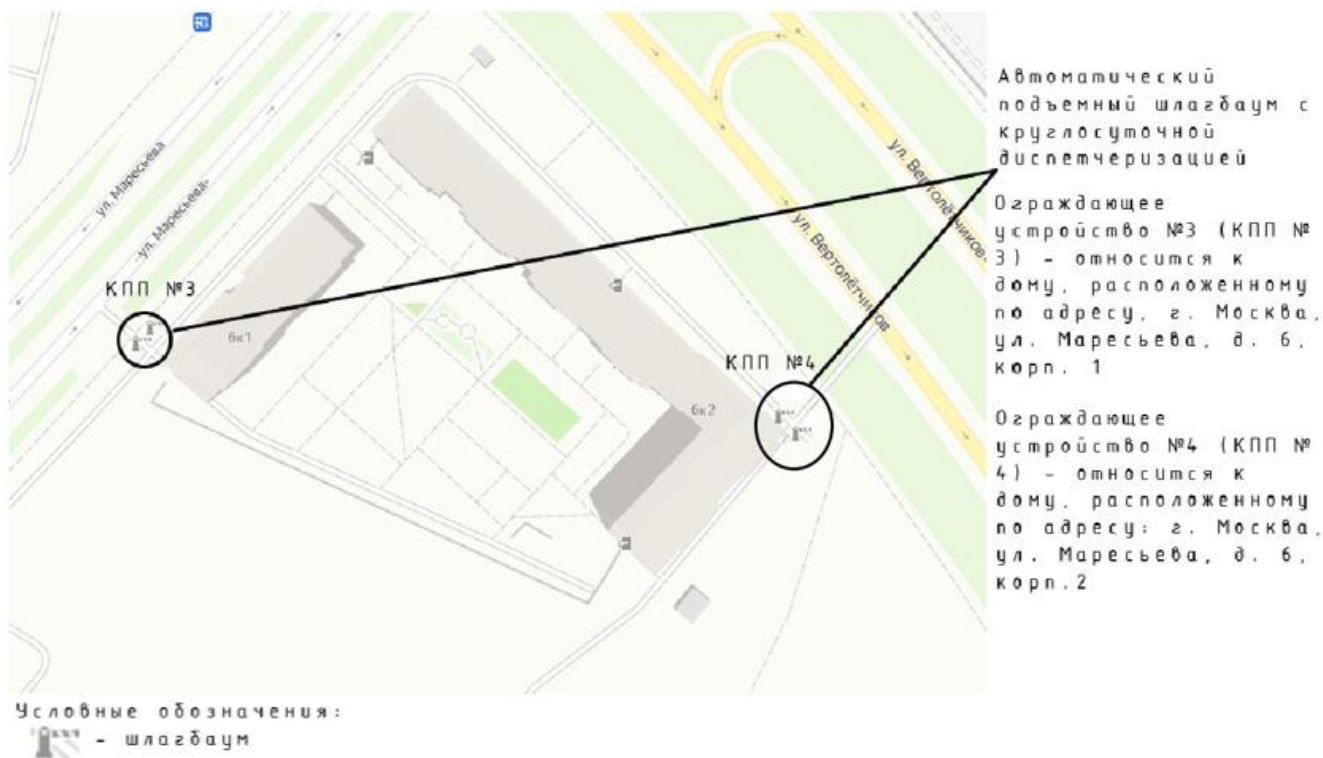 ул. Маресьева
ул. Маресьева
КПП №3
6к1
КПП №4
6к2
ул. Вертолётчиков
ул. Вертолётчиков
Автоматический
подъемный шлагбаум с
круглосуточной
диспетчеризацией
Ограждающее
устройство №3 (КПП №
3) - относится к
дому, расположенному
по адресу, г. Москва,
ул. Маресьева, д. 6,
корп. 1
Ограждающее
устройство №4 (КПП №
4) - относится к
дому, расположенному
по адресу: г. Москва,
ул. Маресьева, д. 6,
корп.2
Условные обозначения:
- шлагбаум